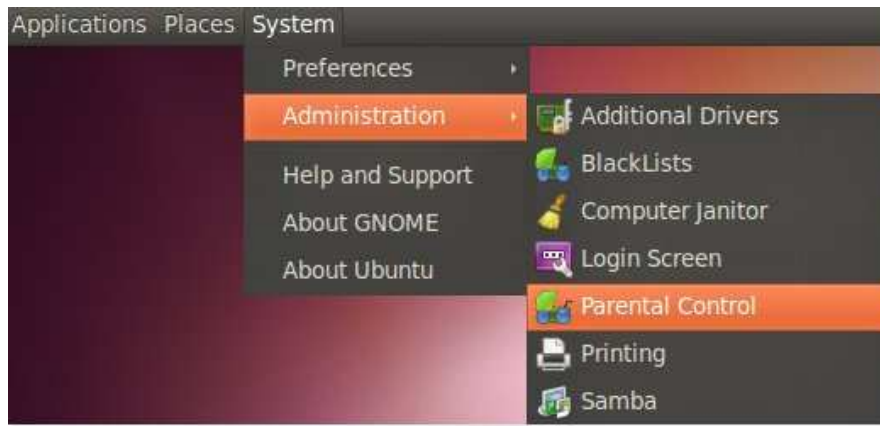 Applications Places System
Preferences
Administration
Help and Support
About GNOME
About Ubuntu
Additional Drivers
BlackLists
Computer Janitor
Login Screen
Parental Control
Printing
Samba